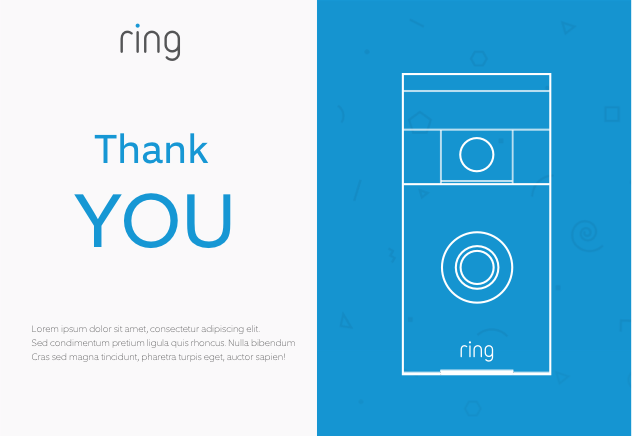 ring
Thank
YOU
Lorem ipsum dolor sit amet, consectetur adipiscing elit.
Sed condimentum pretium ligula quis rhoncus. Nulla bibendum
Cras sed magna tincidunt, pharetra turpis eget, auctor sapien!
ring